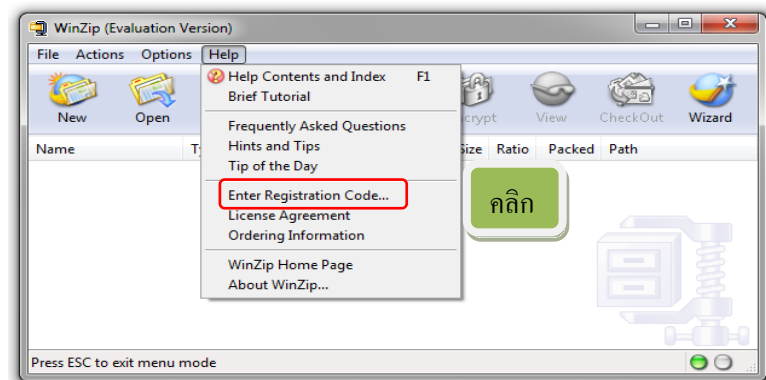 WinZip (Evaluation Version)
File Actions Options Help
New Open View CheckOut Wizard
Name Size Ratio Packed Path
Help Contents and Index F1
Brief Tutorial
Frequently Asked Questions
Hints and Tips
Tip of the Day
Enter Registration Code...
License Agreement
Ordering Information
WinZip Home Page
About WinZip...
คลิก
Press ESC to exit menu mode